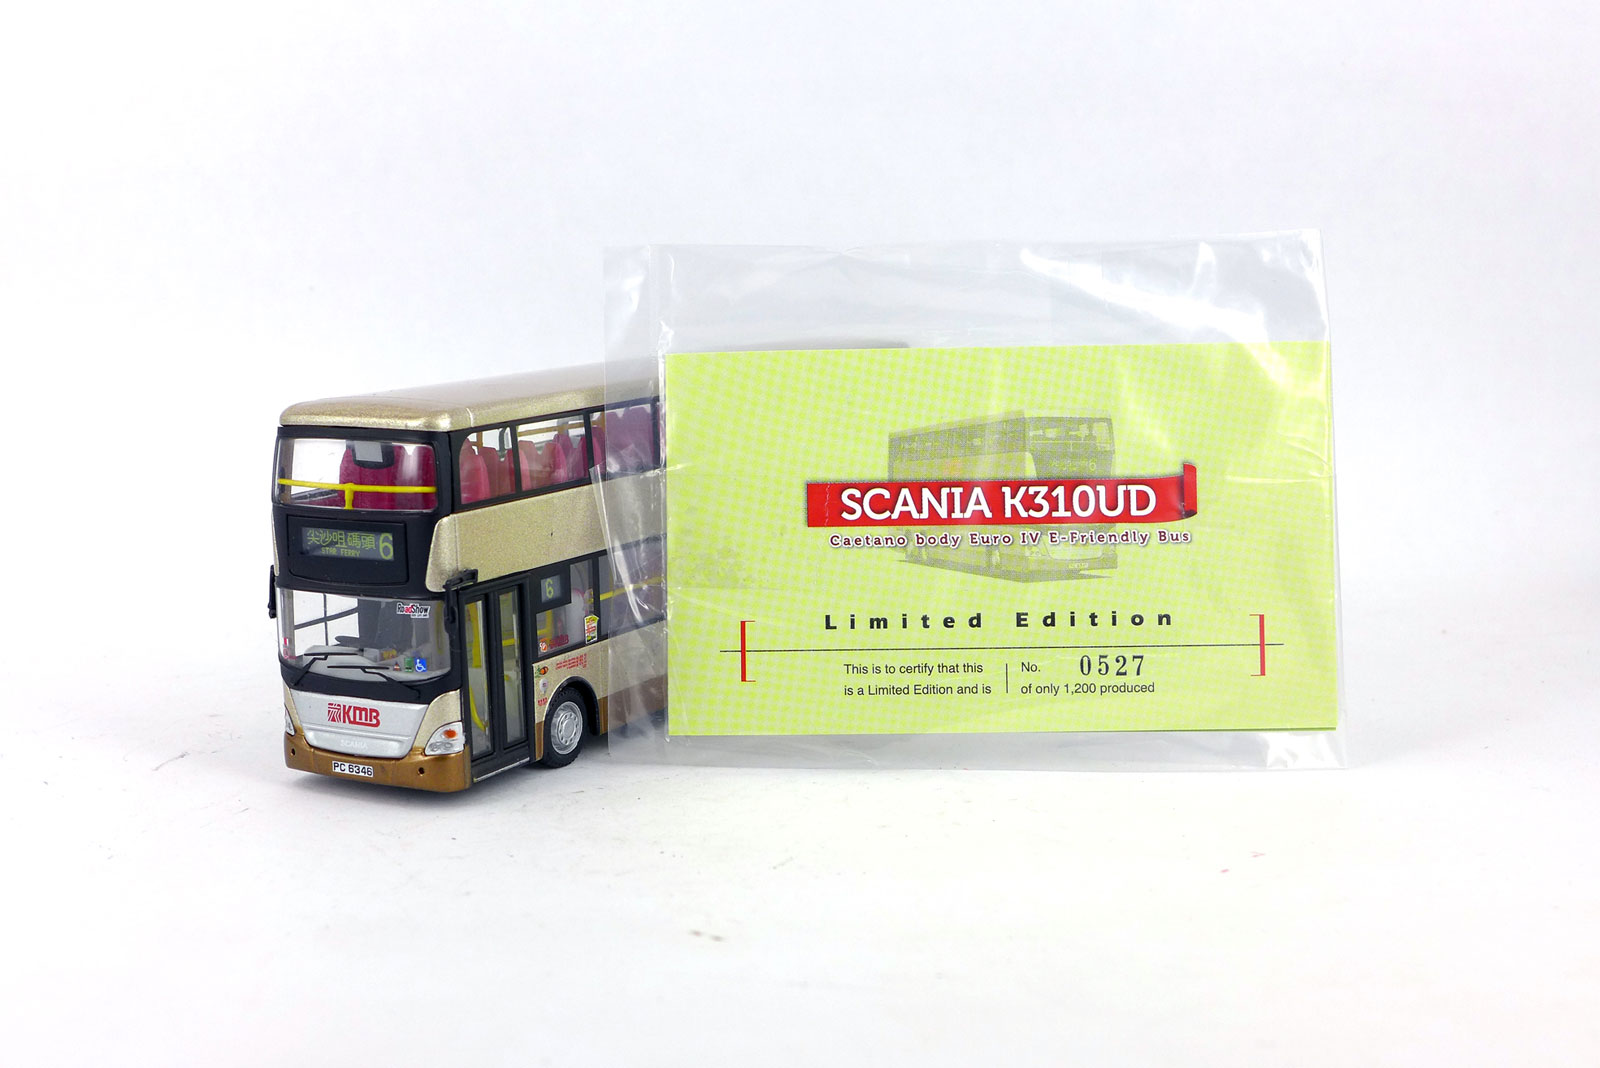 尖沙咀碼頭 6
STAR FERRY
6
RoadShow
KMB
SCANIA
PC 6346
SCANIA K310UD
Caetano body Euro IV E-Friendly Bus
Limited Edition
This is to certify that this
is a Limited Edition and is
No. 0527
of only 1,200 produced